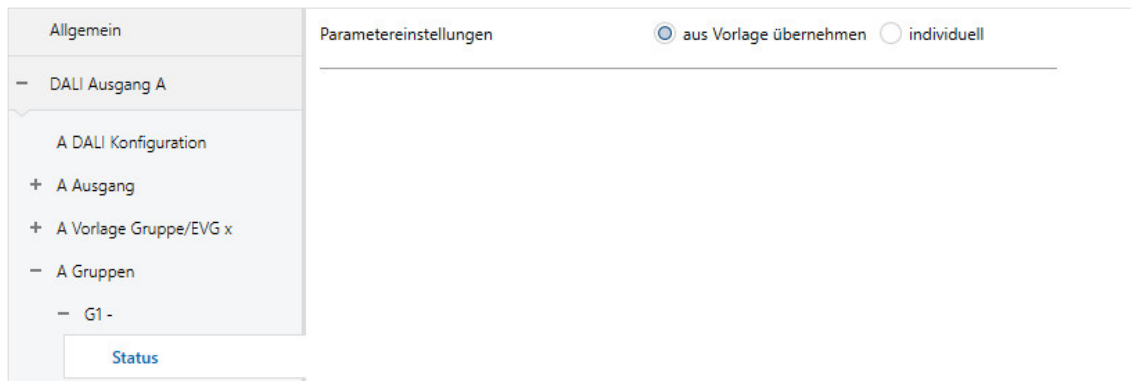 Allgemein
Parametereinstellungen aus Vorlage übernehmen individuell
− DALI Ausgang A
A DALI Konfiguration
+ A Ausgang
+ A Vorlage Gruppe/EVG x
− A Gruppen
− G1 -
Status